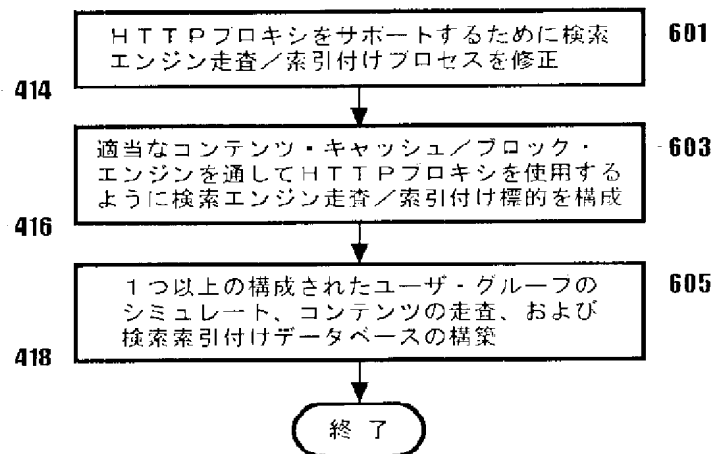 HTTPプロキシをサポートするために検索
エンジン走査/索引付けプロセスを修正
601
414
適当なコンテンツ・キャッシュ/ブロック・
エンジンを通してHTTPプロキシを使用する
ように検索エンジン走査/索引付け標的を構成
603
416
1つ以上の構成されたユーザ・グループの
シミュレート、コンテンツの走査、および
検索索引付けデータベースの構築
605
418
終了